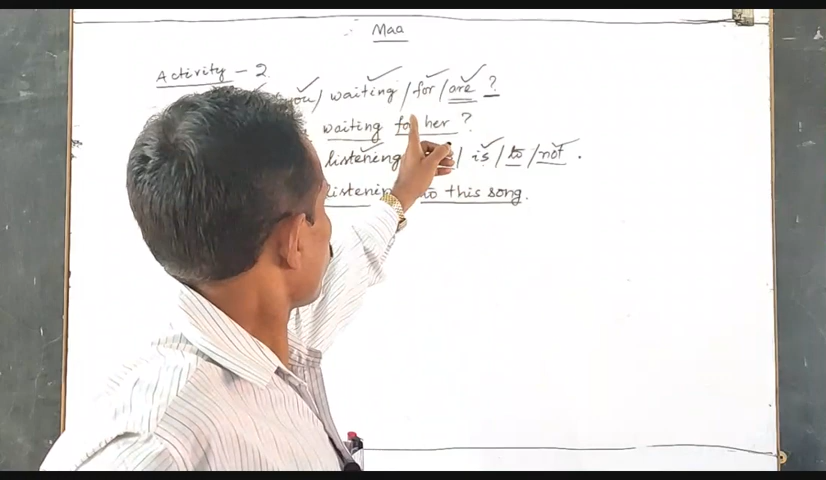 Maa
Activity - 2
you / waiting / for / are ?
waiting for her ?
listening / is / to / not .
listening to this song.